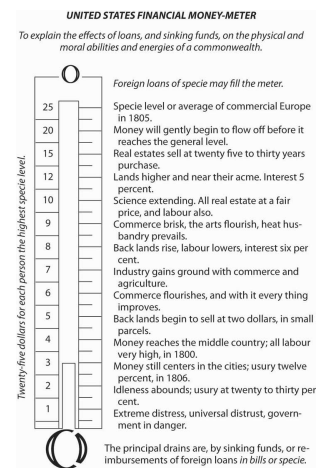 UNITED STATES FINANCIAL MONEY-METER
To explain the effects of loans, and sinking funds, on the physical and
moral abilities and energies of a commonwealth.
O
Foreign loans of specie may fill the meter.
25
Specie level or average of commercial Europe
in 1805.
20
Money will gently begin to flow off before it
reaches the general level.
15
Real estates sell at twenty five to thirty years
purchase.
12
Lands higher and near their acme. Interest 5
percent.
10
Science extending. All real estate at a fair
price, and labour also.
9
Commerce brisk, the arts flourish, heat hus-
bandry prevails.
8
Back lands rise, labour lowers, interest six per
cent.
7
Industry gains ground with commerce and
agriculture.
6
Commerce flourishes, and with it every thing
improves.
5
Back lands begin to sell at two dollars, in small
parcels.
4
Money reaches the middle country; all labour
very high, in 1800.
3
Money still centers in the cities; usury twelve
percent, in 1806.
2
Idleness abounds; usury at twenty to thirty per
cent.
1
Extreme distress, universal distrust, govern-
ment in danger.
Twenty-five dollars for each person the highest specie level.
The principal drains are, by sinking funds, or re-
imbursements of foreign loans in bills or specie.